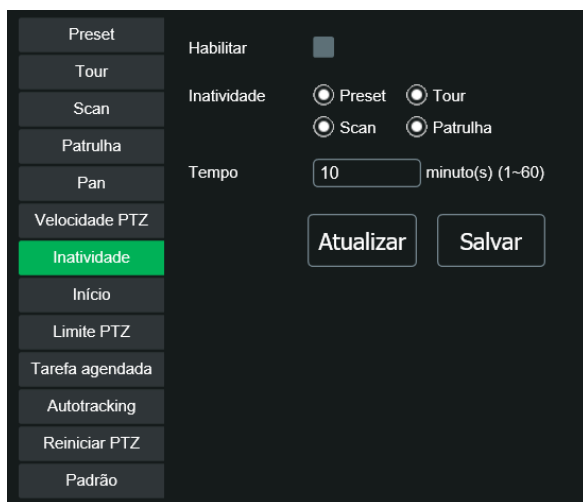 Preset
Tour
Scan
Patrulha
Pan
Velocidade PTZ
Inatividade
Início
Limite PTZ
Tarefa agendada
Autotracking
Reiniciar PTZ
Padrão
Habilitar
Inatividade Preset Tour
Scan Patrulha
Tempo 10 minuto(s) (1~60)
Atualizar Salvar